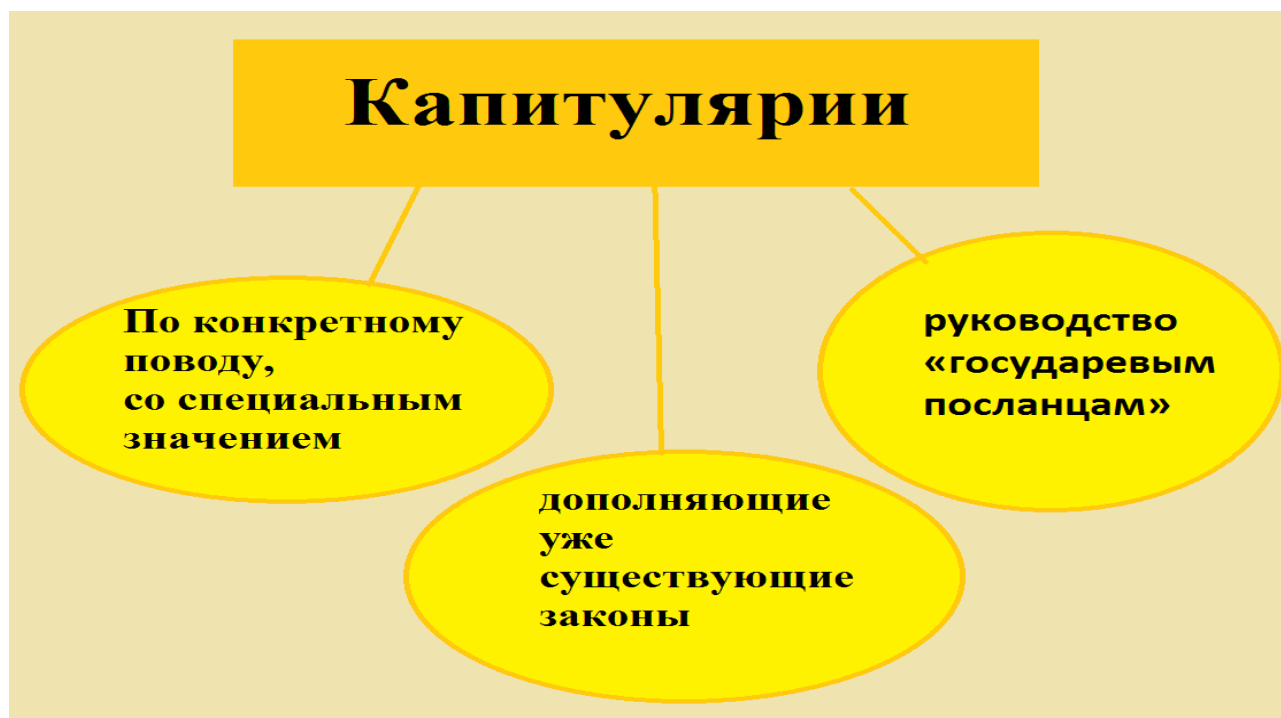 Капитулярии
По конкретному
поводу,
со специальным
значением
дополняющие
уже
существующие
законы
руководство
«государевым
посланцам»